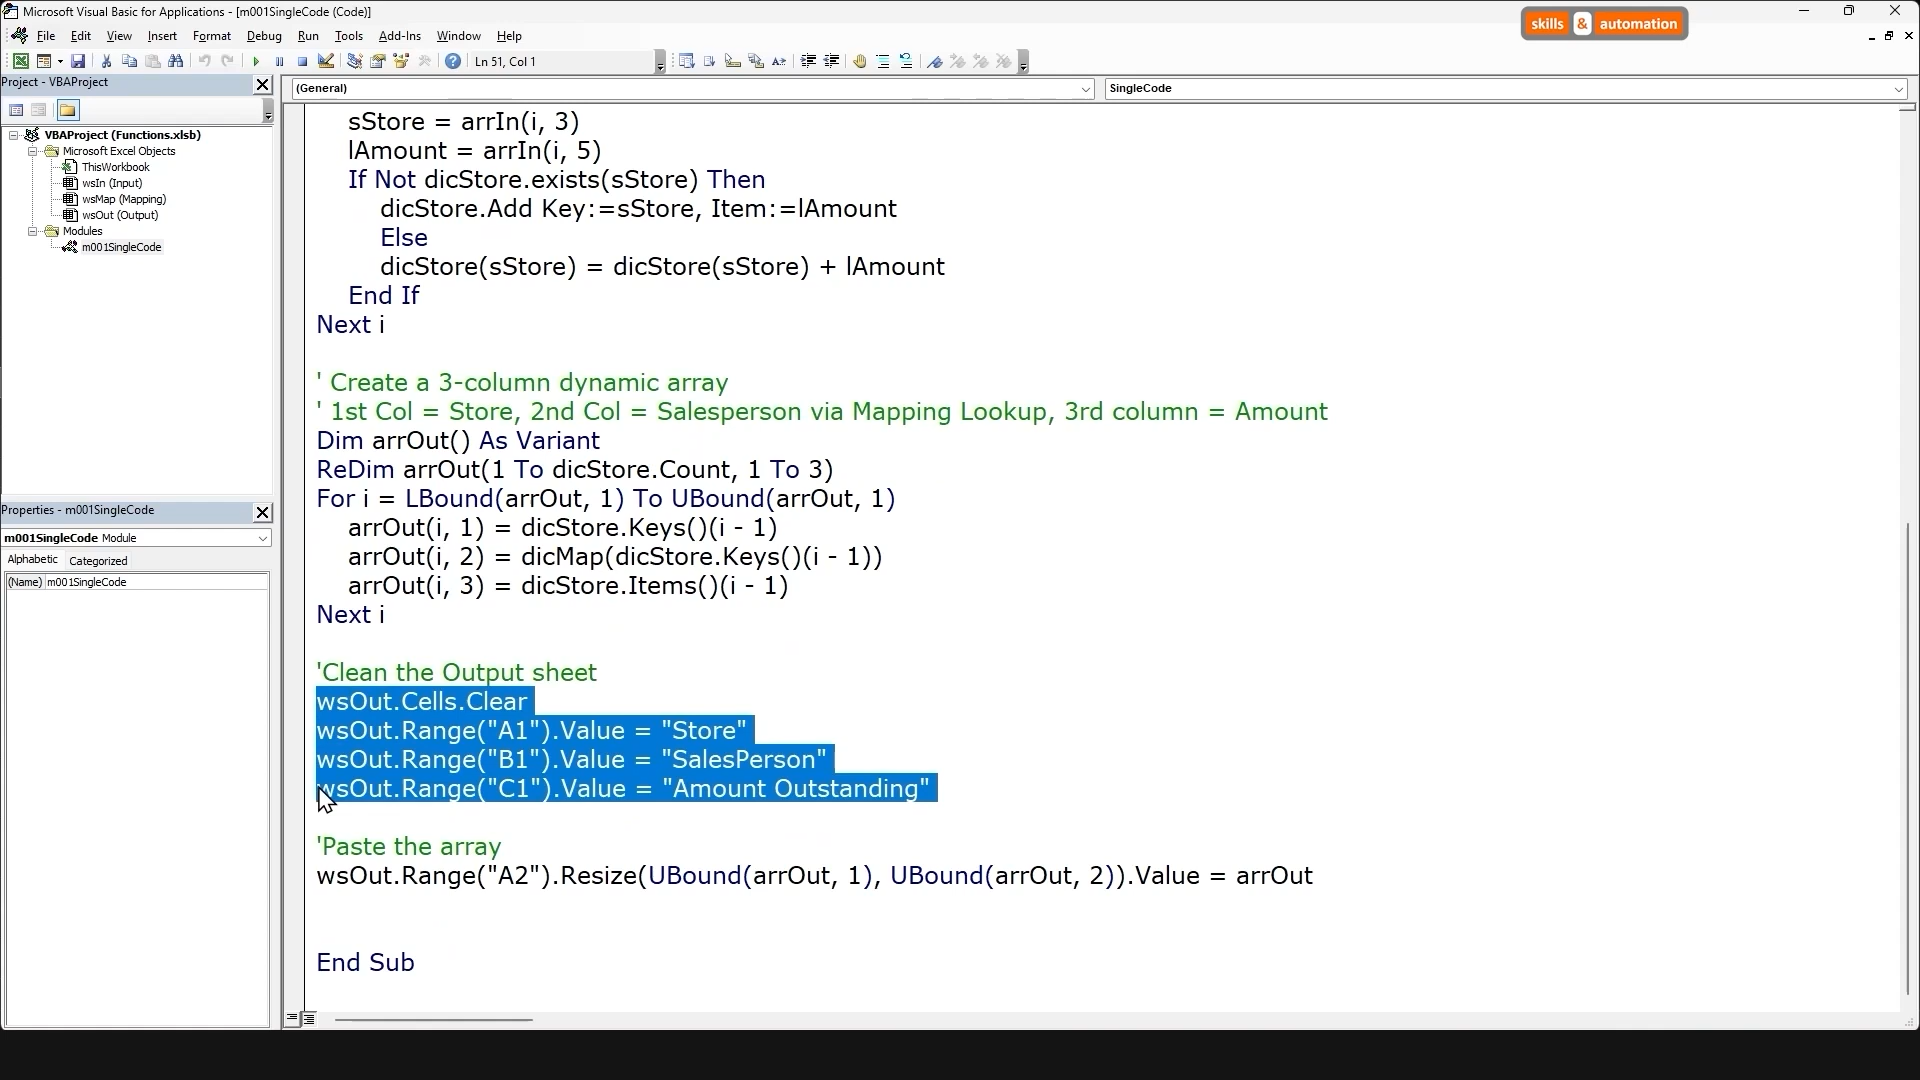 Microsoft Visual Basic for Applications - [m001SingleCode (Code)]
skills & automation
File Edit View Insert Format Debug Run Tools Add-Ins Window Help
Ln 51, Col 1
Project - VBAProject
(General)
SingleCode
VBAProject (Functions.xlsb)
Microsoft Excel Objects
ThisWorkbook
wsIn (Input)
wsMap (Mapping)
wsOut (Output)
Modules
m001SingleCode
Properties - m001SingleCode
m001SingleCode Module
Alphabetic Categorized
(Name) m001SingleCode
sStore = arrIn(i, 3)
lAmount = arrIn(i, 5)
If Not dicStore.exists(sStore) Then
dicStore.Add Key:=sStore, Item:=lAmount
Else
dicStore(sStore) = dicStore(sStore) + lAmount
End If
Next i
' Create a 3-column dynamic array
' 1st Col = Store, 2nd Col = Salesperson via Mapping Lookup, 3rd column = Amount
Dim arrOut() As Variant
ReDim arrOut(1 To dicStore.Count, 1 To 3)
For i = LBound(arrOut, 1) To UBound(arrOut, 1)
arrOut(i, 1) = dicStore.Keys()(i - 1)
arrOut(i, 2) = dicMap(dicStore.Keys()(i - 1))
arrOut(i, 3) = dicStore.Items()(i - 1)
Next i
'Clean the Output sheet
wsOut.Cells.Clear
wsOut.Range("A1").Value = "Store"
wsOut.Range("B1").Value = "SalesPerson"
wsOut.Range("C1").Value = "Amount Outstanding"
'Paste the array
wsOut.Range("A2").Resize(UBound(arrOut, 1), UBound(arrOut, 2)).Value = arrOut
End Sub